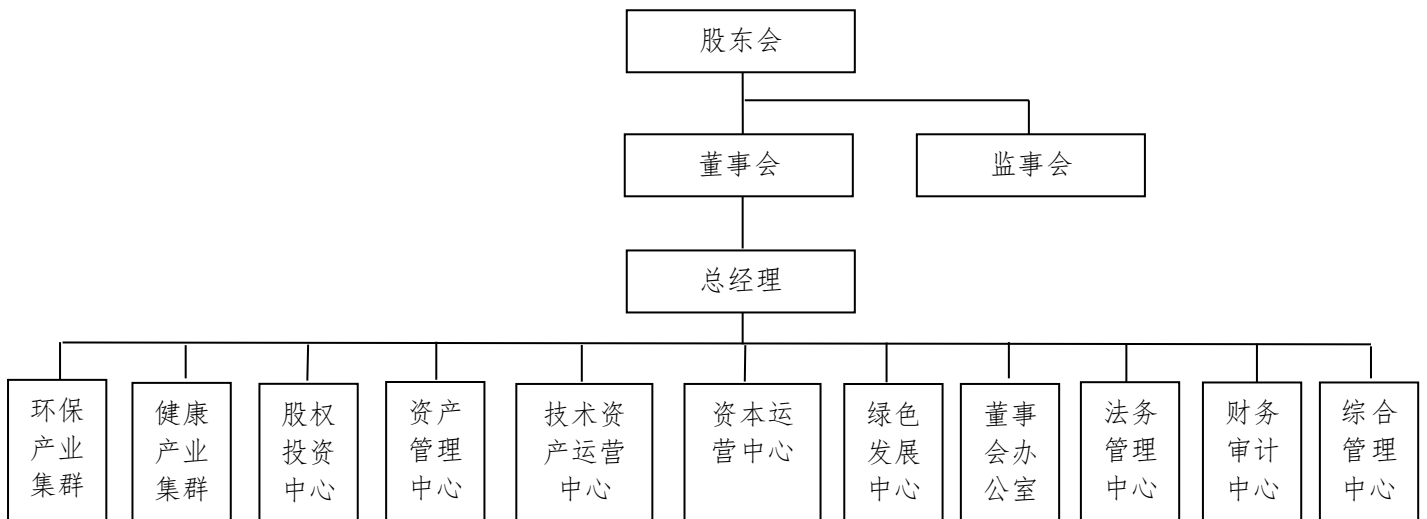 股东会
董事会
监事会
总经理
环保
产业
集群
健康
产业
集群
股权
投资
中心
资产
管理
中心
技术资
产运营
中心
资本运
营中心
绿色
发展
中心
董事
会办
公室
法务
管理
中心
财务
审计
中心
综合
管理
中心